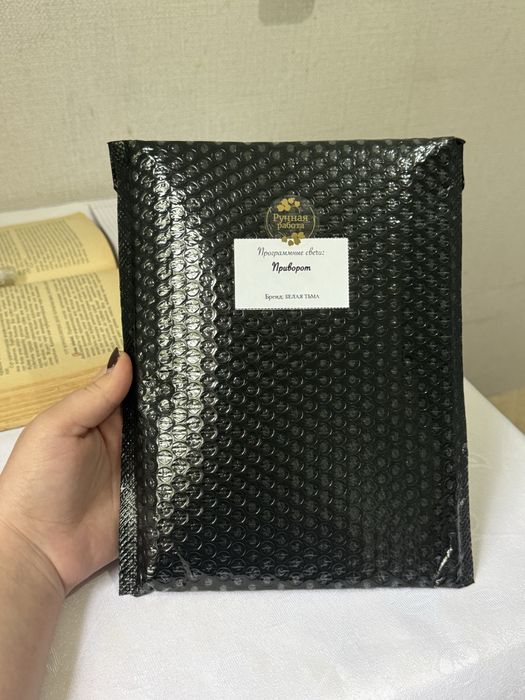 Ручная
работа
Программные свечи:
Приворот
Бренд: БЕЛАЯ ТЬМА